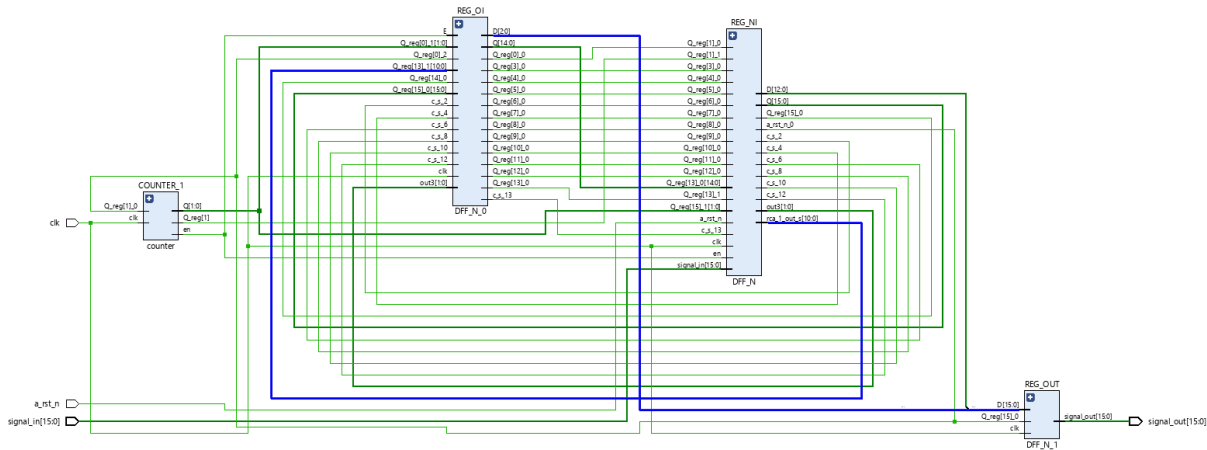 REG_OI
E
Q_reg[0]_1[1:0]
Q_reg[0]_2
Q_reg[13]_1[10:0]
Q_reg[14]_0
Q_reg[15]_0[15:0]
c_s_2
c_s_4
c_s_6
c_s_8
c_s_10
c_s_12
clk
out3[1:0]
D[2:0]
Q[14:0]
Q_reg[0]_0
Q_reg[3]_0
Q_reg[4]_0
Q_reg[5]_0
Q_reg[6]_0
Q_reg[7]_0
Q_reg[8]_0
Q_reg[9]_0
Q_reg[10]_0
Q_reg[11]_0
Q_reg[12]_0
Q_reg[13]_0
c_s_13
DFF_N_0
REG_NI
Q_reg[1]_0
Q_reg[1]_1
Q_reg[3]_0
Q_reg[4]_0
Q_reg[5]_0
Q_reg[6]_0
Q_reg[7]_0
Q_reg[8]_0
Q_reg[9]_0
Q_reg[10]_0
Q_reg[11]_0
Q_reg[12]_0
Q_reg[13]_0[14:0]
Q_reg[13]_1
Q_reg[15]_1[1:0]
a_rst_n
c_s_13
clk
en
signal_in[15:0]
D[12:0]
Q[15:0]
Q_reg[15]_0
a_rst_n_0
c_s_2
c_s_4
c_s_6
c_s_8
c_s_10
c_s_12
out3[1:0]
rca_1_out_s[10:0]
DFF_N
COUNTER_1
Q_reg[1]_0
clk
Q[1:0]
Q_reg[1]
en
counter
clk
a_rst_n
signal_in[15:0]
REG_OUT
D[15:0]
Q_reg[15]_0
clk
signal_out[15:0]
DFF_N_1
signal_out[15:0]